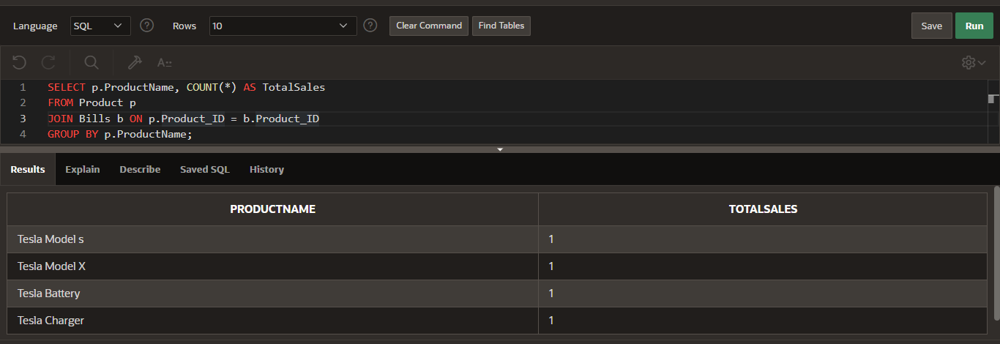 Language SQL Rows 10 Clear Command Find Tables Save Run
A::
1 SELECT p.ProductName, COUNT(*) AS TotalSales
2 FROM Product p
3 JOIN Bills b ON p.Product_ID = b.Product_ID
4 GROUP BY p.ProductName;
Results Explain Describe Saved SQL History
PRODUCTNAME TOTALSALES
Tesla Model s 1
Tesla Model X 1
Tesla Battery 1
Tesla Charger 1